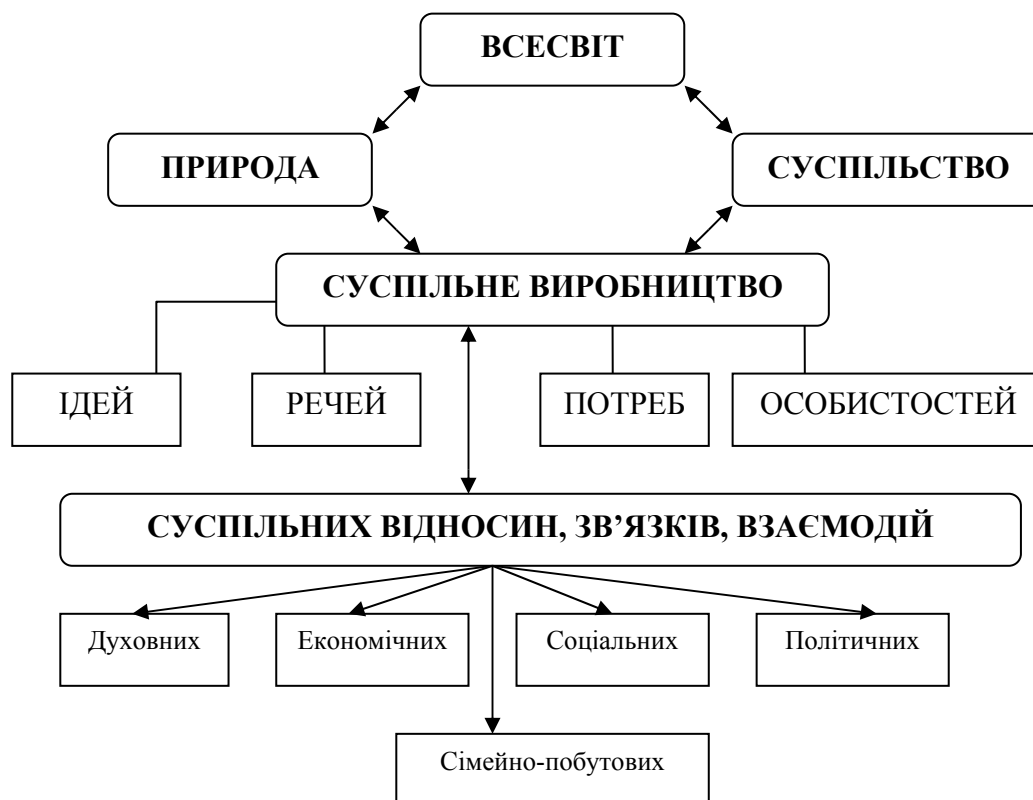 ВСЕСВІТ
ПРИРОДА
СУСПІЛЬСТВО
СУСПІЛЬНЕ ВИРОБНИЦТВО
ІДЕЙ
РЕЧЕЙ
ПОТРЕБ
ОСОБИСТОСТЕЙ
СУСПІЛЬНИХ ВІДНОСИН, ЗВ’ЯЗКІВ, ВЗАЄМОДІЙ
Духовних
Економічних
Соціальних
Політичних
Сімейно-побутових